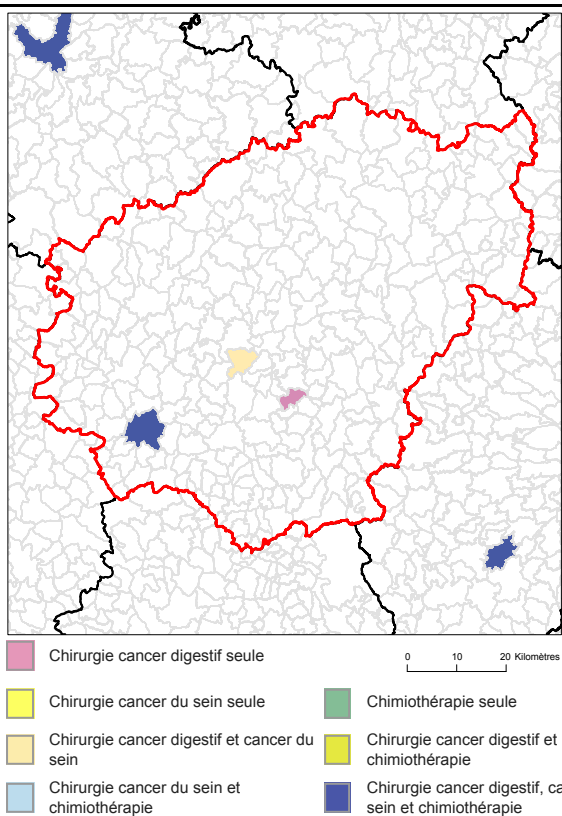 Chirurgie cancer digestif seule
0 10 20 Kilomètres
Chirurgie cancer du sein seule
Chimiothérapie seule
Chirurgie cancer digestif et cancer du
sein
Chirurgie cancer digestif et
chimiothérapie
Chirurgie cancer du sein et
chimiothérapie
Chirurgie cancer digestif, ca
sein et chimiothérapie